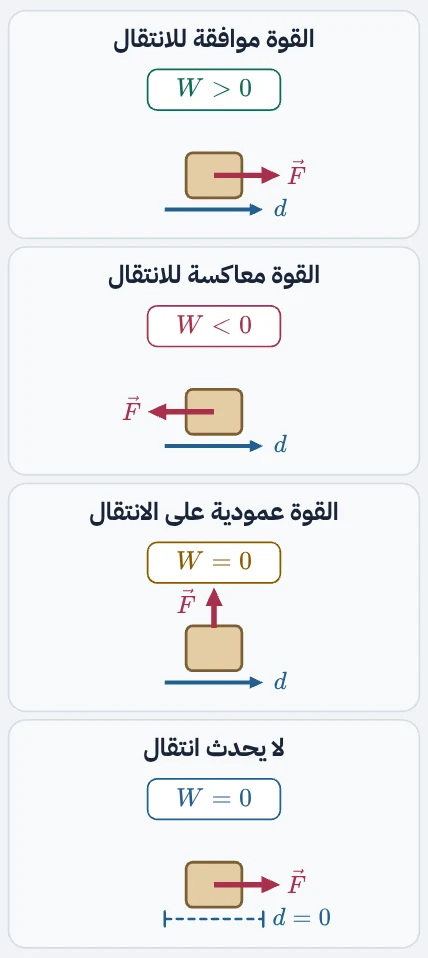 القوة موافقة للانتقال
W > 0
F⃗
d
القوة معاكسة للانتقال
W < 0
F⃗
d
القوة عمودية على الانتقال
W = 0
F⃗
d
لا يحدث انتقال
W = 0
F⃗
d = 0